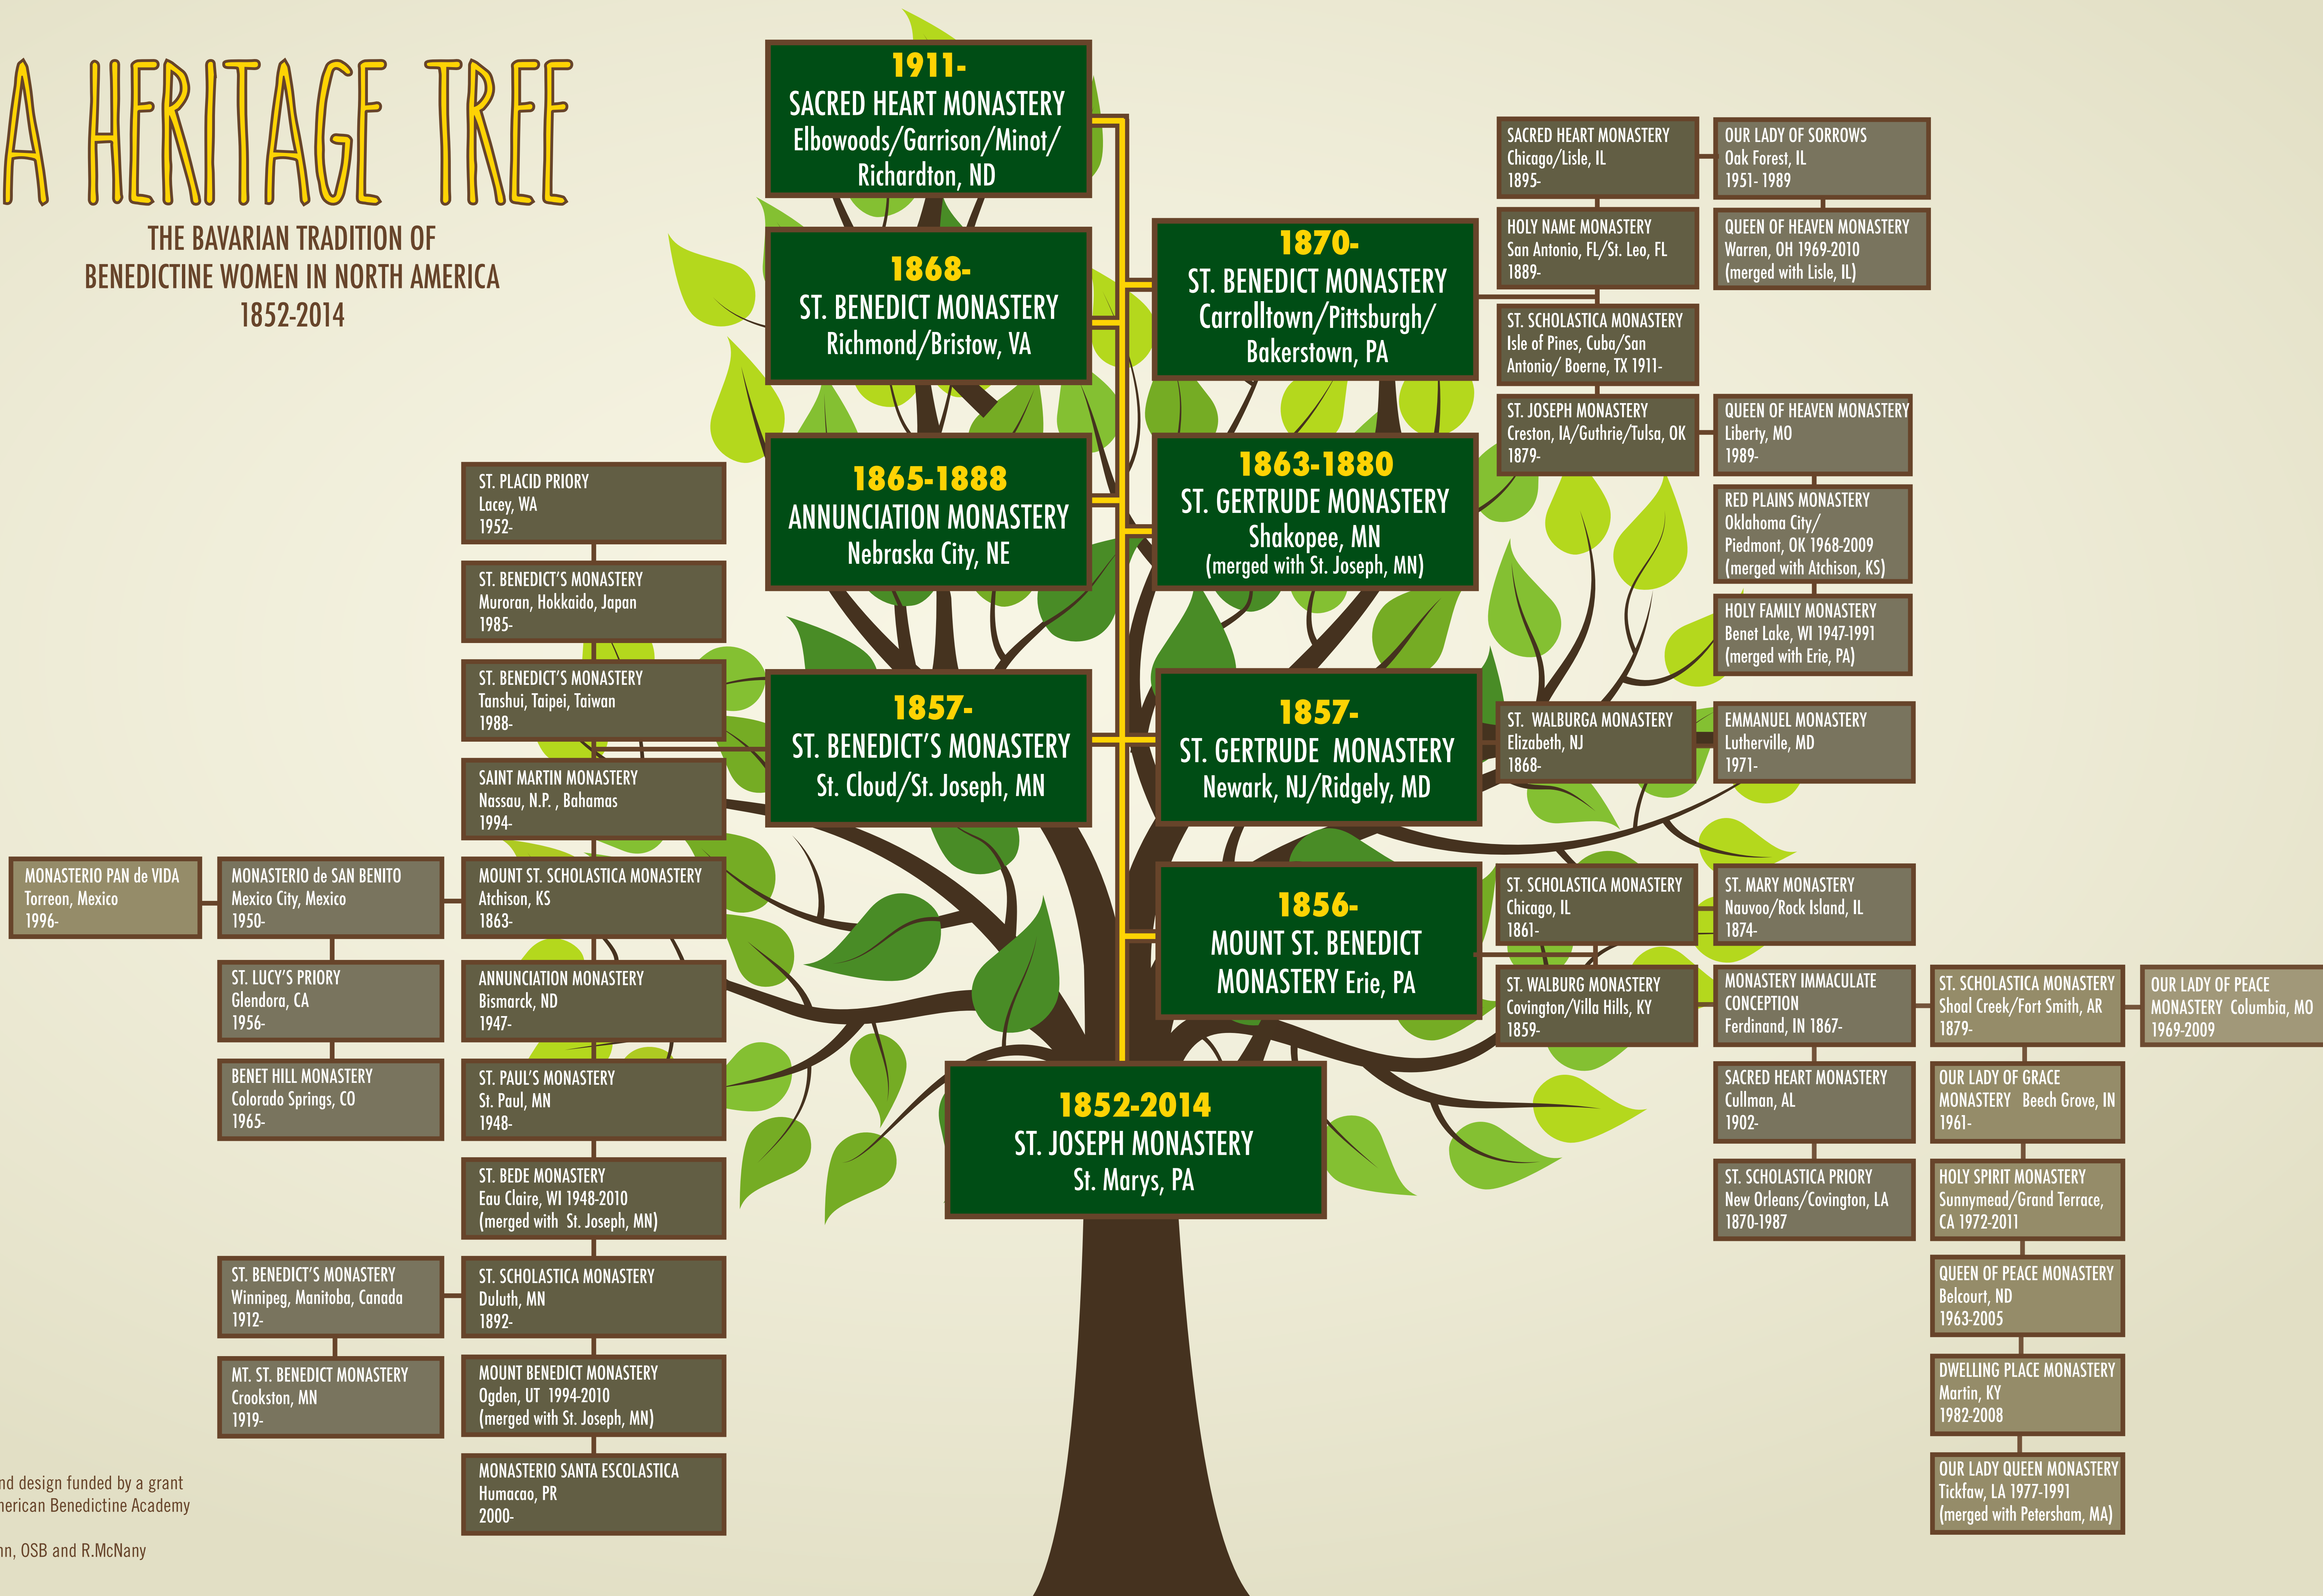 A HERITAGE TREE
THE BAVARIAN TRADITION OF
BENEDICTINE WOMEN IN NORTH AMERICA
1852-2014
1911-
SACRED HEART MONASTERY
Elbowoods/Garrison/Minot/
Richardton, ND
1868-
ST. BENEDICT MONASTERY
Richmond/Bristow, VA
1870-
ST. BENEDICT MONASTERY
Carrolltown/Pittsburgh/
Bakerstown, PA
1865-1888
ANNUNCIATION MONASTERY
Nebraska City, NE
1863-1880
ST. GERTRUDE MONASTERY
Shakopee, MN
(merged with St. Joseph, MN)
1857-
ST. BENEDICT'S MONASTERY
St. Cloud/St. Joseph, MN
1857-
ST. GERTRUDE MONASTERY
Newark, NJ/Ridgely, MD
1856-
MOUNT ST. BENEDICT
MONASTERY Erie, PA
1852-2014
ST. JOSEPH MONASTERY
St. Marys, PA
SACRED HEART MONASTERY
Chicago/Lisle, IL
1895-
OUR LADY OF SORROWS
Oak Forest, IL
1951- 1989
HOLY NAME MONASTERY
San Antonio, FL/St. Leo, FL
1889-
QUEEN OF HEAVEN MONASTERY
Warren, OH 1969-2010
(merged with Lisle, IL)
ST. SCHOLASTICA MONASTERY
Isle of Pines, Cuba/San
Antonio/ Boerne, TX 1911-
ST. JOSEPH MONASTERY
Creston, IA/Guthrie/Tulsa, OK
1879-
QUEEN OF HEAVEN MONASTERY
Liberty, MO
1989-
RED PLAINS MONASTERY
Oklahoma City/
Piedmont, OK 1968-2009
(merged with Atchison, KS)
HOLY FAMILY MONASTERY
Benet Lake, WI 1947-1991
(merged with Erie, PA)
ST. WALBURGA MONASTERY
Elizabeth, NJ
1868-
EMMANUEL MONASTERY
Lutherville, MD
1971-
ST. SCHOLASTICA MONASTERY
Chicago, IL
1861-
ST. MARY MONASTERY
Nauvoo/Rock Island, IL
1874-
ST. WALBURG MONASTERY
Covington/Villa Hills, KY
1859-
MONASTERY IMMACULATE
CONCEPTION
Ferdinand, IN 1867-
ST. SCHOLASTICA MONASTERY
Shoal Creek/Fort Smith, AR
1879-
OUR LADY OF PEACE
MONASTERY Columbia, MO
1969-2009
SACRED HEART MONASTERY
Cullman, AL
1902-
OUR LADY OF GRACE
MONASTERY Beech Grove, IN
1961-
ST. SCHOLASTICA PRIORY
New Orleans/Covington, LA
1870-1987
HOLY SPIRIT MONASTERY
Sunnymead/Grand Terrace,
CA 1972-2011
QUEEN OF PEACE MONASTERY
Belcourt, ND
1963-2005
DWELLING PLACE MONASTERY
Martin, KY
1982-2008
OUR LADY QUEEN MONASTERY
Tickfaw, LA 1977-1991
(merged with Petersham, MA)
ST. PLACID PRIORY
Lacey, WA
1952-
ST. BENEDICT'S MONASTERY
Muroran, Hokkaido, Japan
1985-
ST. BENEDICT'S MONASTERY
Tanshui, Taipei, Taiwan
1988-
SAINT MARTIN MONASTERY
Nassau, N.P. , Bahamas
1994-
MONASTERIO PAN de VIDA
Torreon, Mexico
1996-
MONASTERIO de SAN BENITO
Mexico City, Mexico
1950-
MOUNT ST. SCHOLASTICA MONASTERY
Atchison, KS
1863-
ST. LUCY'S PRIORY
Glendora, CA
1956-
ANNUNCIATION MONASTERY
Bismarck, ND
1947-
BENET HILL MONASTERY
Colorado Springs, CO
1965-
ST. PAUL'S MONASTERY
St. Paul, MN
1948-
ST. BEDE MONASTERY
Eau Claire, WI 1948-2010
(merged with St. Joseph, MN)
ST. BENEDICT'S MONASTERY
Winnipeg, Manitoba, Canada
1912-
ST. SCHOLASTICA MONASTERY
Duluth, MN
1892-
MT. ST. BENEDICT MONASTERY
Crookston, MN
1919-
MOUNT BENEDICT MONASTERY
Ogden, UT 1994-2010
(merged with St. Joseph, MN)
MONASTERIO SANTA ESCOLASTICA
Humacao, PR
2000-
design funded by a grant
Benedictine Academy
OSB and R.McNany